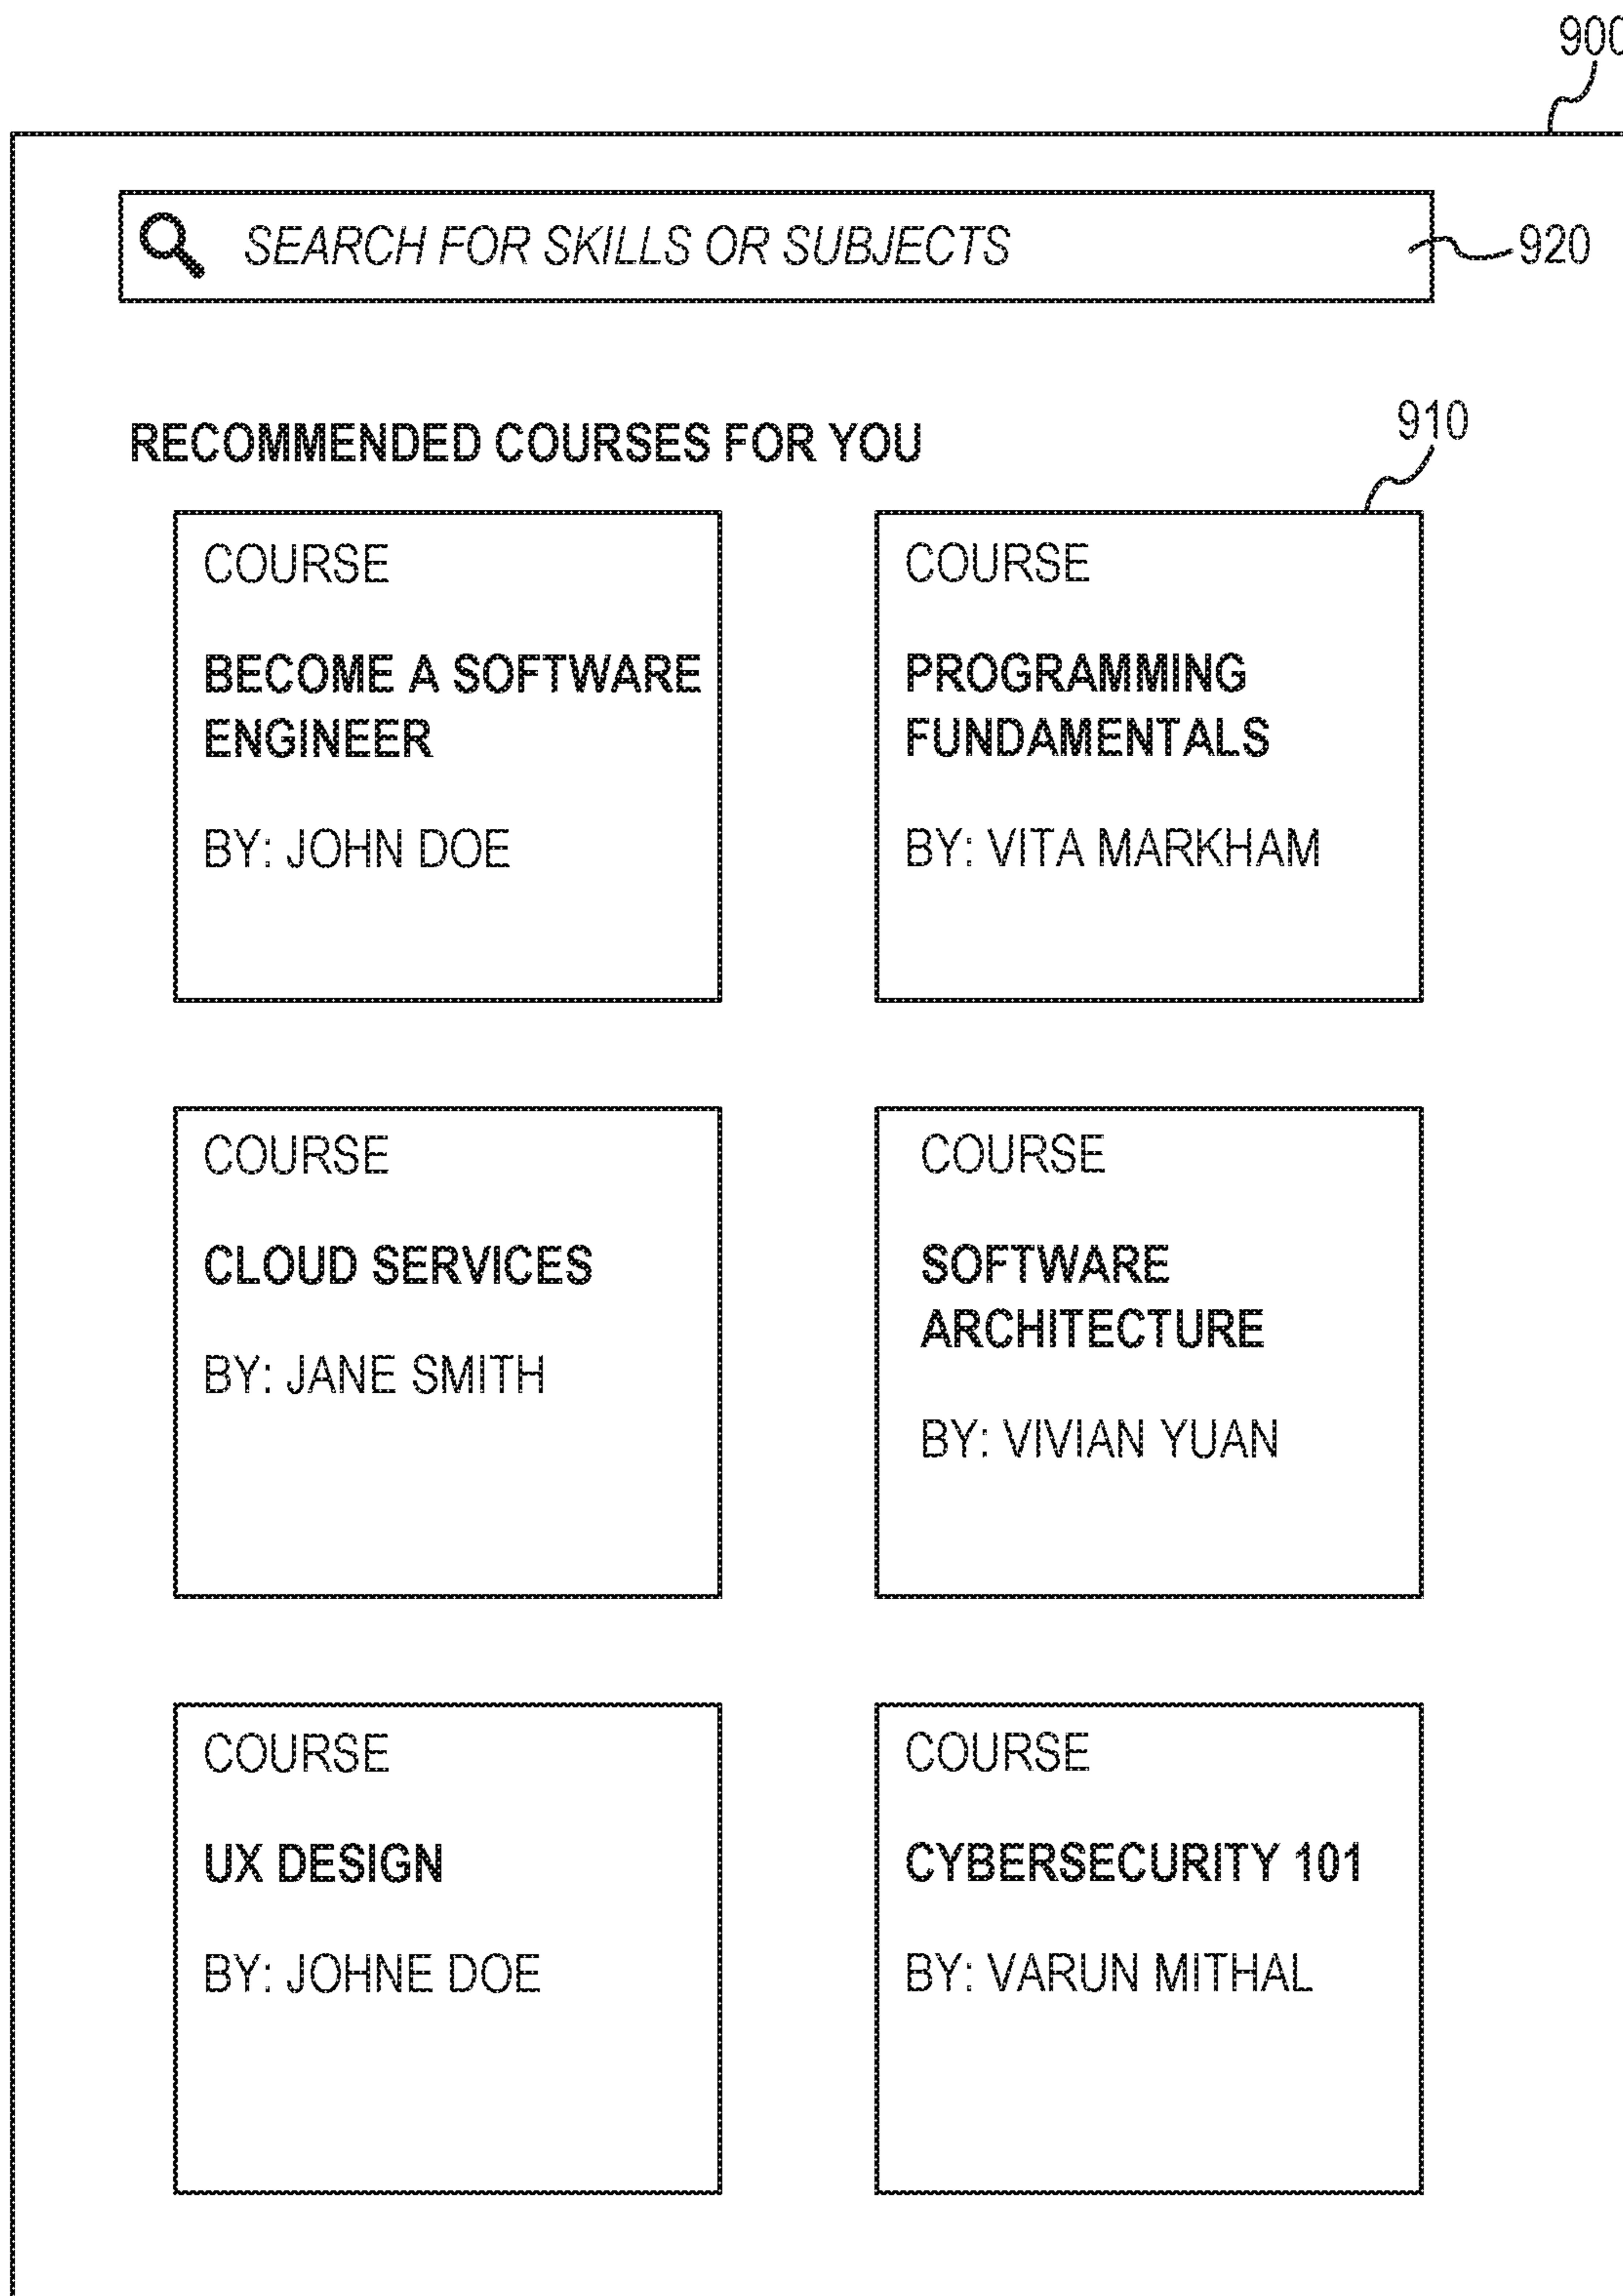 900
SEARCH FOR SKILLS OR SUBJECTS
920
RECOMMENDED COURSES FOR YOU
910
COURSE
BECOME A SOFTWARE
ENGINEER
BY: JOHN DOE
COURSE
PROGRAMMING
FUNDAMENTALS
BY: VITA MARKHAM
COURSE
CLOUD SERVICES
BY: JANE SMITH
COURSE
SOFTWARE
ARCHITECTURE
BY: VIVIAN YUAN
COURSE
UX DESIGN
BY: JOHNE DOE
COURSE
CYBERSECURITY 101
BY: VARUN MITHAL